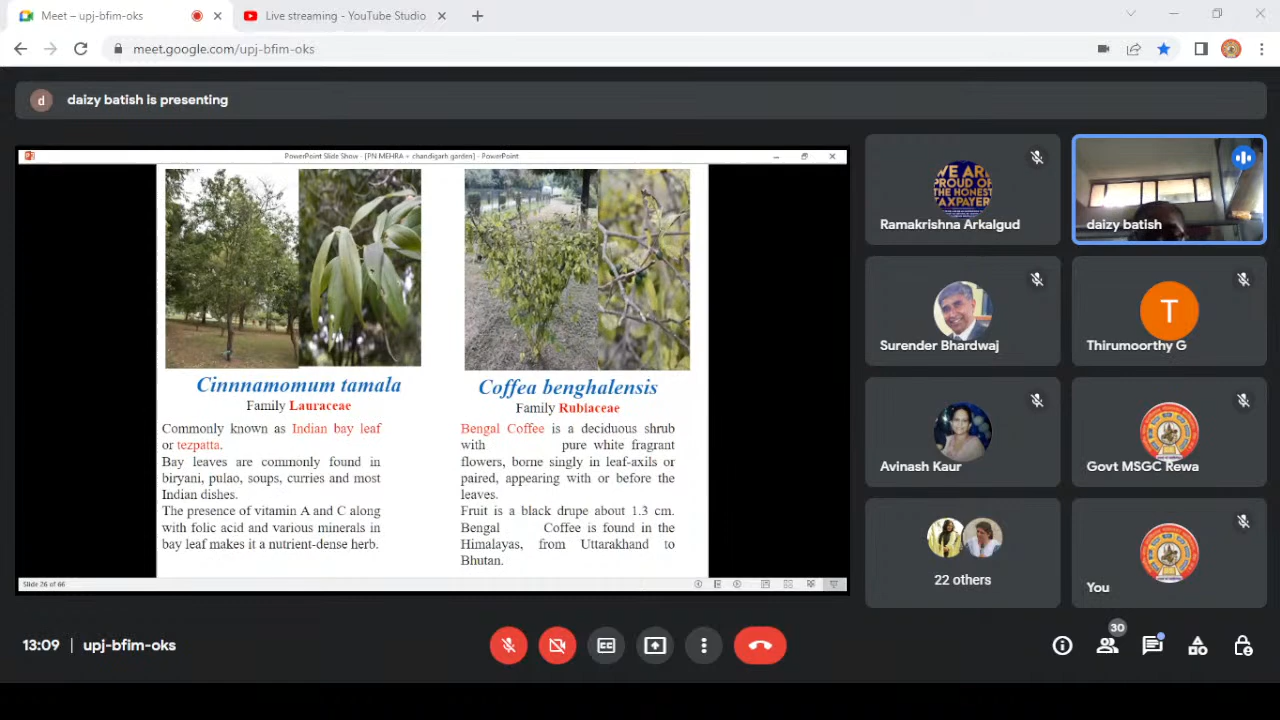 Meet – upj-bfim-oks
Live streaming - YouTube Studio
meet.google.com/upj-bfim-oks
d
daizy batish is presenting
PowerPoint Slide Show - [PN MEHRA + chandigarh garden] - PowerPoint
Cinnnamomum tamala
Family Lauraceae
Commonly known as Indian bay leaf
or tezpatta.
Bay leaves are commonly found in
biryani, pulao, soups, curries and most
Indian dishes.
The presence of vitamin A and C along
with folic acid and various minerals in
bay leaf makes it a nutrient-dense herb.
Coffea benghalensis
Family Rubiaceae
Bengal Coffee is a deciduous shrub
with pure white fragrant
flowers, borne singly in leaf-axils or
paired, appearing with or before the
leaves.
Fruit is a black drupe about 1.3 cm.
Bengal Coffee is found in the
Himalayas, from Uttarakhand to
Bhutan.
Slide 26 of 66
WE ARE
PROUD OF
THE HONEST
TAXPAYER
Ramakrishna Arkalgud
daizy batish
Surender Bhardwaj
T
Thirumoorthy G
Avinash Kaur
Govt MSGC Rewa
22 others
You
13:09 | upj-bfim-oks
CC
30